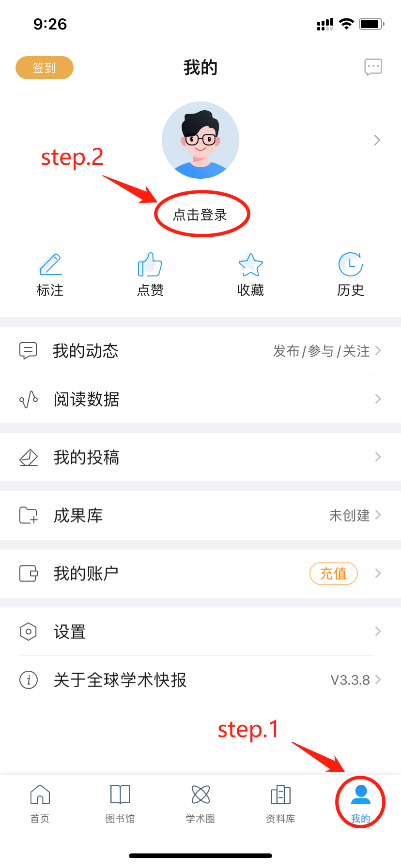 9:26
签到
我的
step.2
点击登录
标注
点赞
收藏
历史
我的动态
发布/参与/关注
阅读数据
我的投稿
成果库
未创建
我的账户
充值
设置
关于全球学术快报
V3.3.8
step.1
首页
图书馆
学术圈
资料库
我的